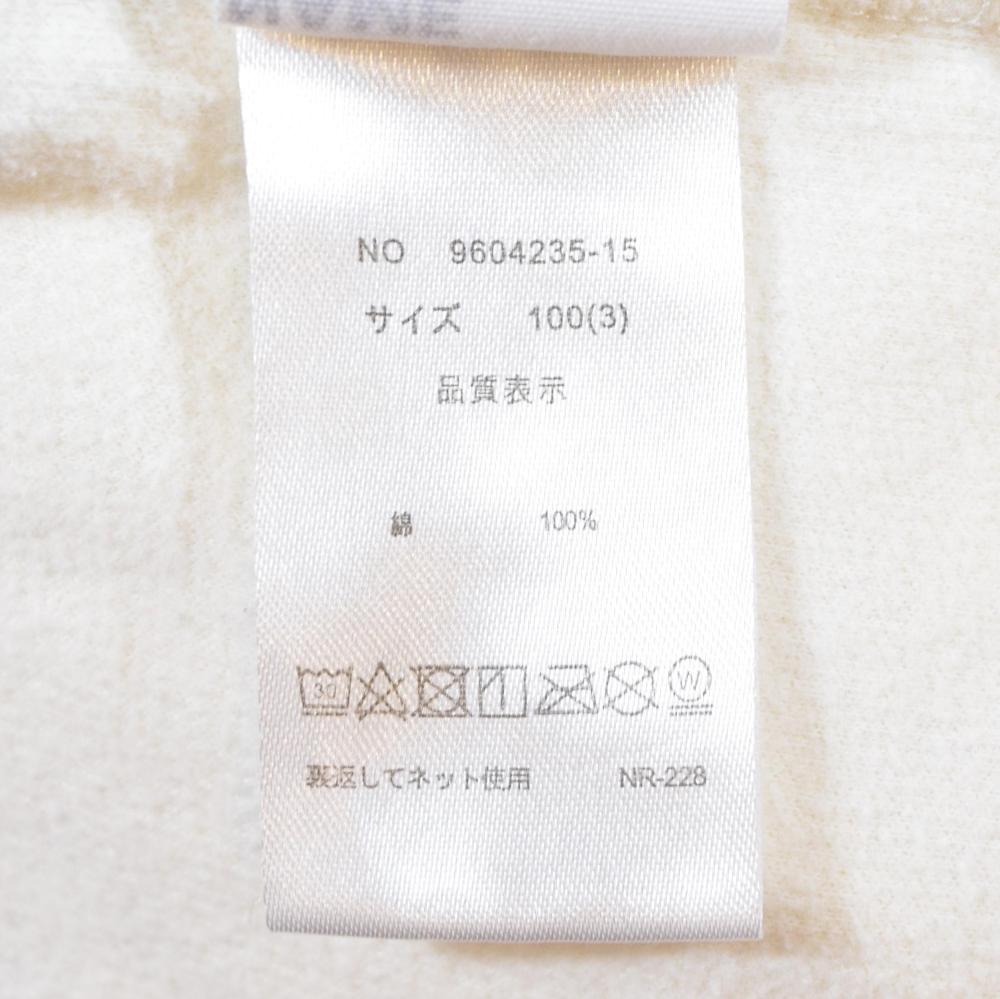 NO 9604235-15
サイズ 100(3)
品質表示
綿 100%
30 W
裏返してネット使用 NR-228